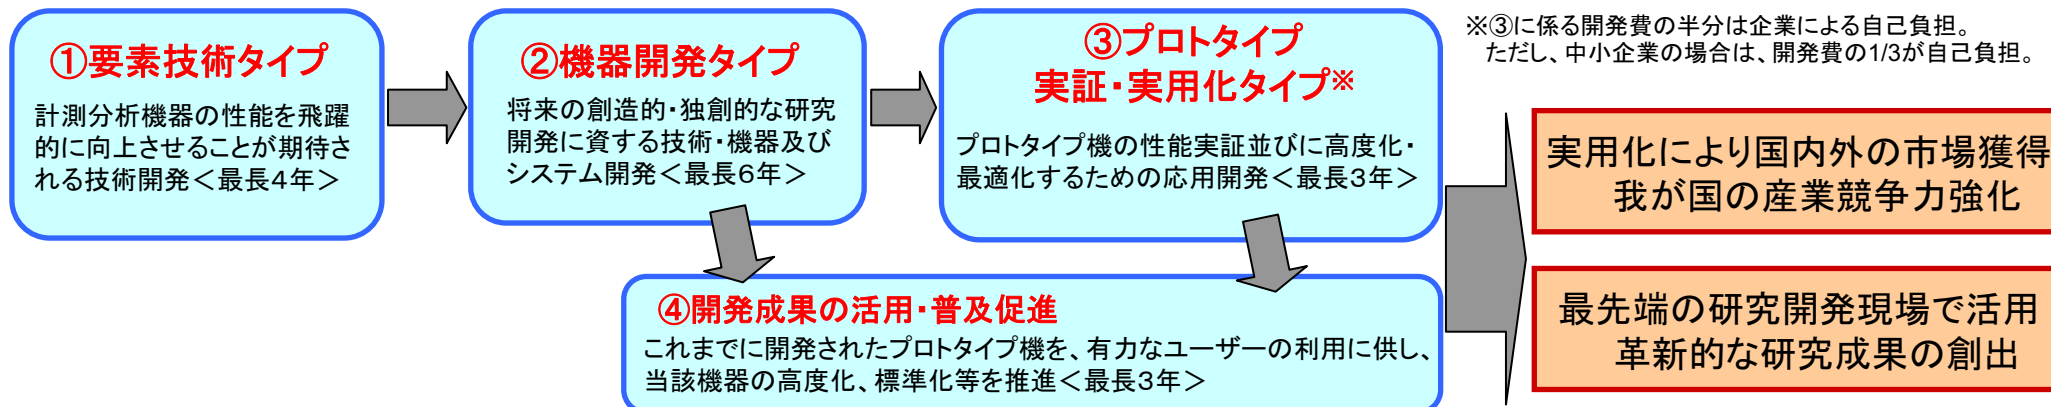 ①要素技術タイプ
計測分析機器の性能を飛躍
的に向上させることが期待さ
れる技術開発＜最長4年＞
②機器開発タイプ
将来の創造的・独創的な研究
開発に資する技術・機器及び
システム開発＜最長6年＞
③プロトタイプ
実証・実用化タイプ※
プロトタイプ機の性能実証並びに高度化・
最適化するための応用開発＜最長3年＞
※③に係る開発費の半分は企業による自己負担。
ただし、中小企業の場合は、開発費の1/3が自己負担。
④開発成果の活用・普及促進
これまでに開発されたプロトタイプ機を、有力なユーザーの利用に供し、
当該機器の高度化、標準化等を推進＜最長3年＞
実用化により国内外の市場獲得
我が国の産業競争力強化
最先端の研究開発現場で活用
革新的な研究成果の創出